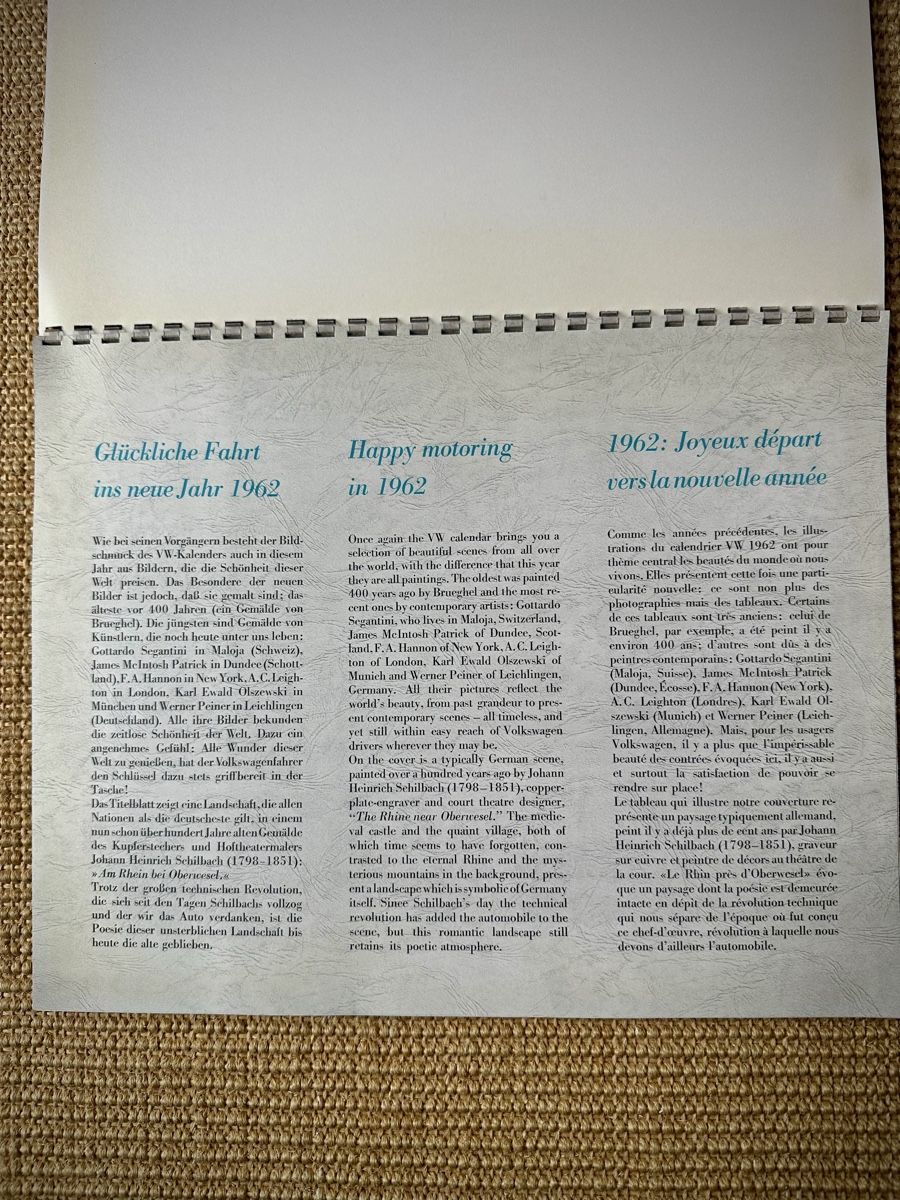 Glückliche Fahrt
ins neue Jahr 1962
Wie bei seinen Vorgängern besteht der Bild-
schmuck des VW-Kalenders auch in diesem
Jahr aus Bildern, die die Schönheit dieser
Welt preisen. Das Besondere der neuen
Bilder ist jedoch, daß sie gemalt sind; das
älteste vor 400 Jahren (ein Gemälde von
Brueghel). Die jüngsten sind Gemälde von
Künstlern, die noch heute unter uns leben:
Gottardo Segantini in Maloja (Schweiz),
James McIntosh Patrick in Dundee (Schott-
land), F. A. Hannon in New York, A.C. Leigh-
ton in London, Karl Ewald Olszewski in
München und Werner Peiner in Leichlingen
(Deutschland). Alle ihre Bilder bekunden
die zeitlose Schönheit der Welt. Dazu ein
angenehmes Gefühl: Alle Wunder dieser
Welt zu genießen, hat der Volkswagenfahrer
den Schlüssel dazu stets griffbereit in der
Tasche!
Das Titelblatt zeigt eine Landschaft, die allen
Nationen als die deutscheste gilt, in einem
nun schon über hundert Jahre alten Gemälde
des Kupferstechers und Hoftheatermalers
Johann Heinrich Schilbach (1798–1851):
»Am Rhein bei Oberwesel.«
Trotz der großen technischen Revolution,
die sich seit den Tagen Schilbachs vollzog
und der wir das Auto verdanken, ist die
Poesie dieser unsterblichen Landschaft bis
heute die alte geblieben.
Happy motoring
in 1962
Once again the VW calendar brings you a
selection of beautiful scenes from all over
the world, with the difference that this year
they are all paintings. The oldest was painted
400 years ago by Brueghel and the most re-
cent ones by contemporary artists: Gottardo
Segantini, who lives in Maloja, Switzerland,
James McIntosh Patrick of Dundee, Scot-
land, F. A. Hannon of New York, A. C. Leigh-
ton of London, Karl Ewald Olszewski of
Munich and Werner Peiner of Leichlingen,
Germany. All their pictures reflect the
world's beauty, from past grandeur to pres-
ent contemporary scenes – all timeless, and
yet still within easy reach of Volkswagen
drivers wherever they may be.
On the cover is a typically German scene,
painted over a hundred years ago by Johann
Heinrich Schilbach (1798–1851), copper-
plate-engraver and court theatre designer,
“The Rhine near Oberwesel.” The medie-
val castle and the quaint village, both of
which time seems to have forgotten, con-
trasted to the eternal Rhine and the mys-
terious mountains in the background, pres-
ent a landscape which is symbolic of Germany
itself. Since Schilbach's day the technical
revolution has added the automobile to the
scene, but this romantic landscape still
retains its poetic atmosphere.
1962: Joyeux départ
vers la nouvelle année
Comme les années précédentes, les illus-
trations du calendrier VW 1962 ont pour
thème central les beautés du monde où nous
vivons. Elles présentent cette fois une parti-
cularité nouvelle: ce sont non plus des
photographies mais des tableaux. Certains
de ces tableaux sont très anciens: celui de
Brueghel, par exemple, a été peint il y a
environ 400 ans; d'autres sont dûs à des
peintres contemporains: Gottardo Segantini
(Maloja, Suisse), James McIntosh Patrick
(Dundee, Écosse), F. A. Hannon (New York),
A. C. Leighton (Londres), Karl Ewald Ol-
szewski (Munich) et Werner Peiner (Leich-
lingen, Allemagne). Mais, pour les usagers
Volkswagen, il y a plus que l'impérissable
beauté des contrées évoquées ici, il y a aussi
et surtout la satisfaction de pouvoir se
rendre sur place!
Le tableau qui illustre notre couverture re-
présente un paysage typiquement allemand,
peint il y a déjà plus de cent ans par Johann
Heinrich Schilbach (1798–1851), graveur
sur cuivre et peintre de décors au théâtre de
la cour. «Le Rhin près d'Oberwesel» évo-
que un paysage dont la poésie est demeurée
intacte en dépit de la révolution technique
qui nous sépare de l'époque où fut conçu
ce chef-d'œuvre, révolution à laquelle nous
devons d'ailleurs l'automobile.